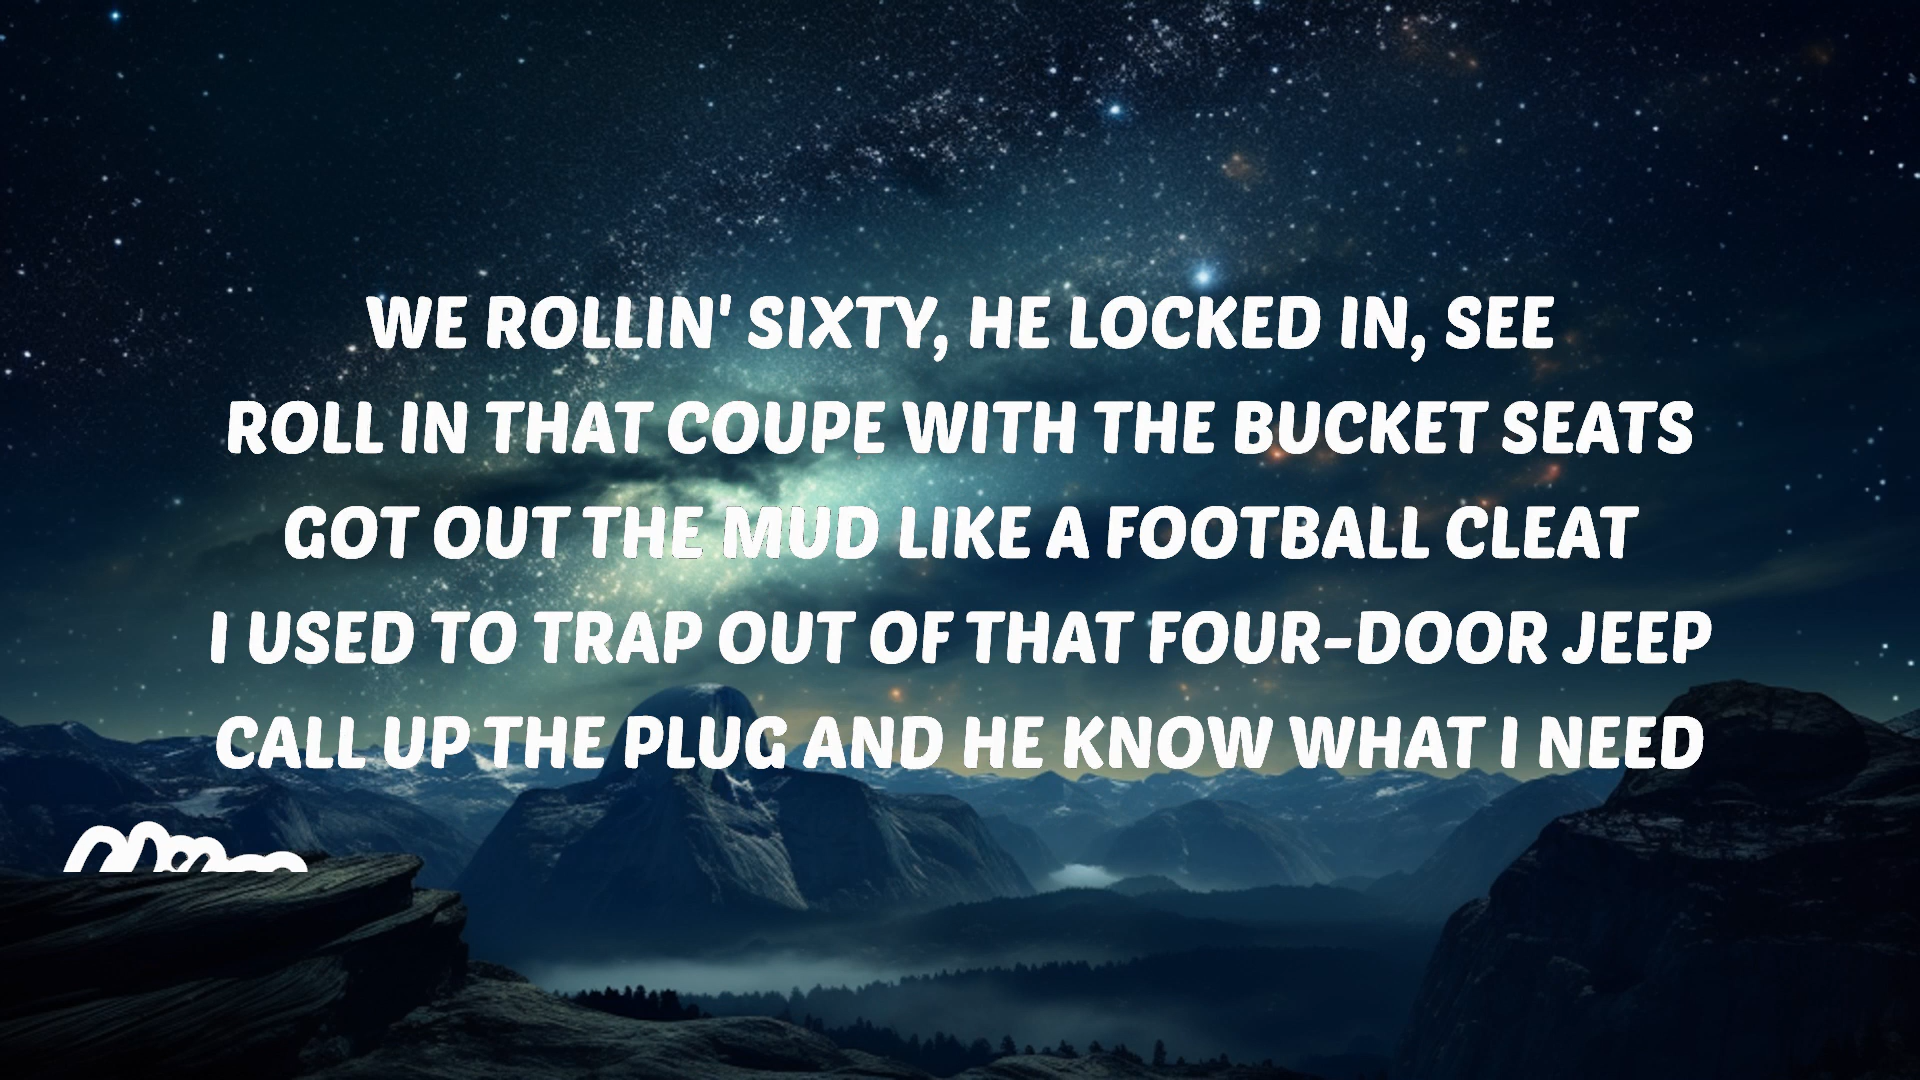 WE ROLLIN' SIXTY, HE LOCKED IN, SEE
ROLL IN THAT COUPE WITH THE BUCKET SEATS
GOT OUT THE MUD LIKE A FOOTBALL CLEAT
I USED TO TRAP OUT OF THAT FOUR-DOOR JEEP
CALL UP THE PLUG AND HE KNOW WHAT I NEED